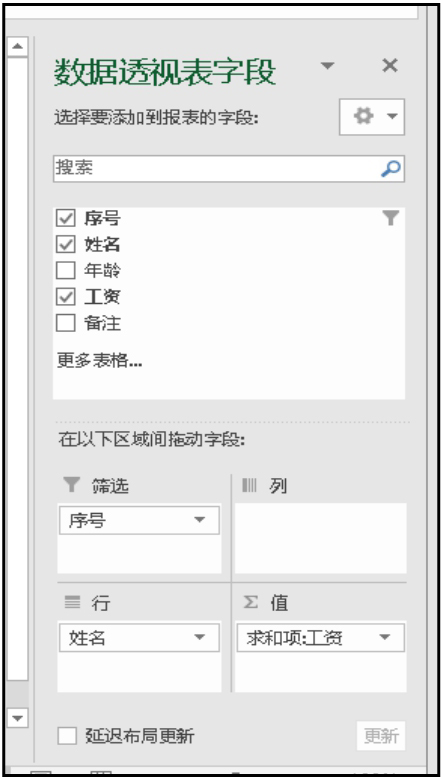 数据透视表字段
选择要添加到报表的字段:
搜索
序号
姓名
年龄
工资
备注
更多表格...
在以下区域间拖动字段:
筛选
列
序号
行
Σ 值
姓名
求和项:工资
延迟布局更新
更新